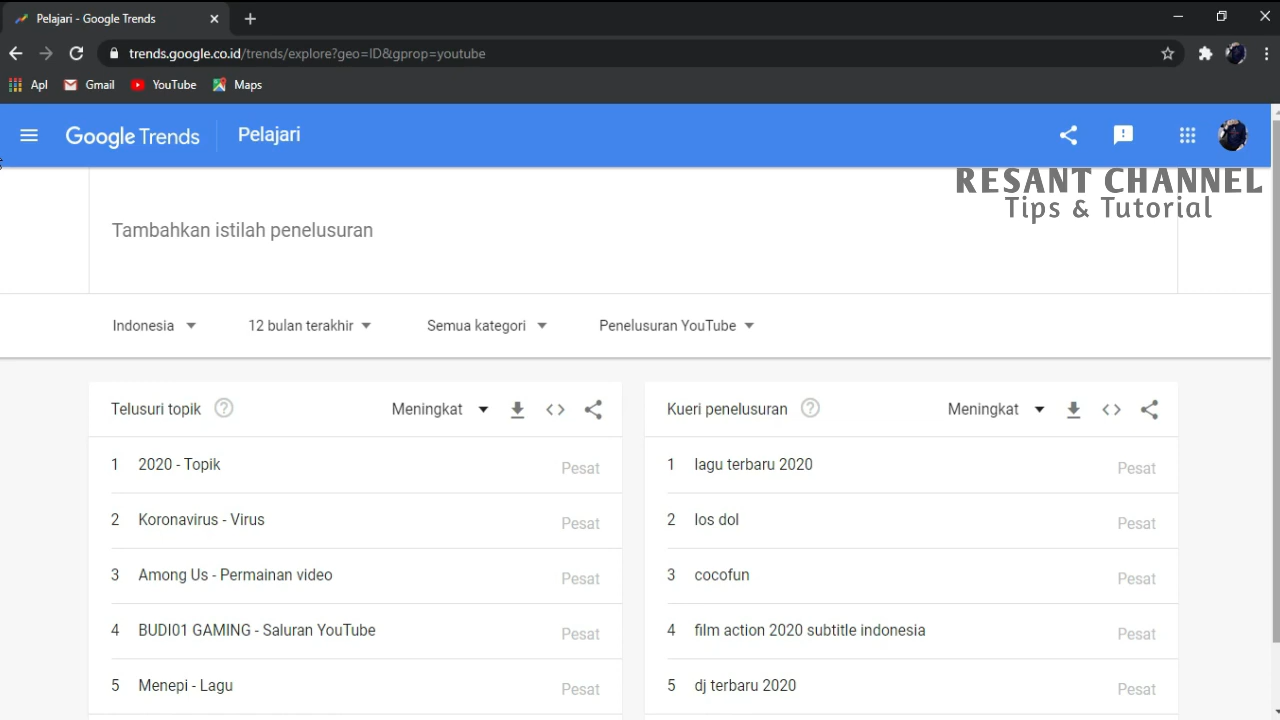 Pelajari - Google Trends
trends.google.co.id/trends/explore?geo=ID&gprop=youtube
Apl Gmail YouTube Maps
Google Trends Pelajari
RESANT CHANNEL
Tips & Tutorial
Tambahkan istilah penelusuran
Indonesia 12 bulan terakhir Semua kategori Penelusuran YouTube
Telusuri topik Meningkat
1 2020 - Topik Pesat
2 Koronavirus - Virus Pesat
3 Among Us - Permainan video Pesat
4 BUDI01 GAMING - Saluran YouTube Pesat
5 Menepi - Lagu Pesat
Kueri penelusuran Meningkat
1 lagu terbaru 2020 Pesat
2 los dol Pesat
3 cocofun Pesat
4 film action 2020 subtitle indonesia Pesat
5 dj terbaru 2020 Pesat